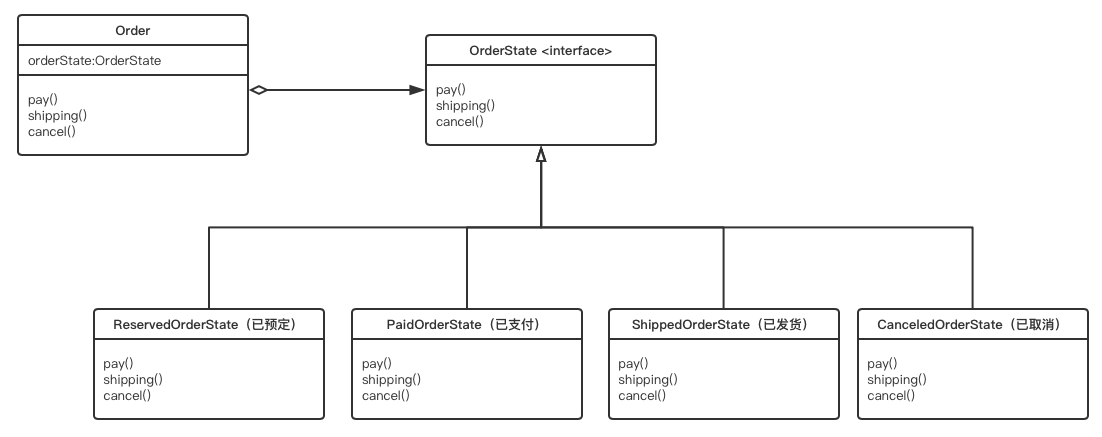 Order
orderState:OrderState
pay()
shipping()
cancel()
OrderState <interface>
pay()
shipping()
cancel()
ReservedOrderState（已预定）
pay()
shipping()
cancel()
PaidOrderState（已支付）
pay()
shipping()
cancel()
ShippedOrderState（已发货）
pay()
shipping()
cancel()
CanceledOrderState（已取消）
pay()
shipping()
cancel()